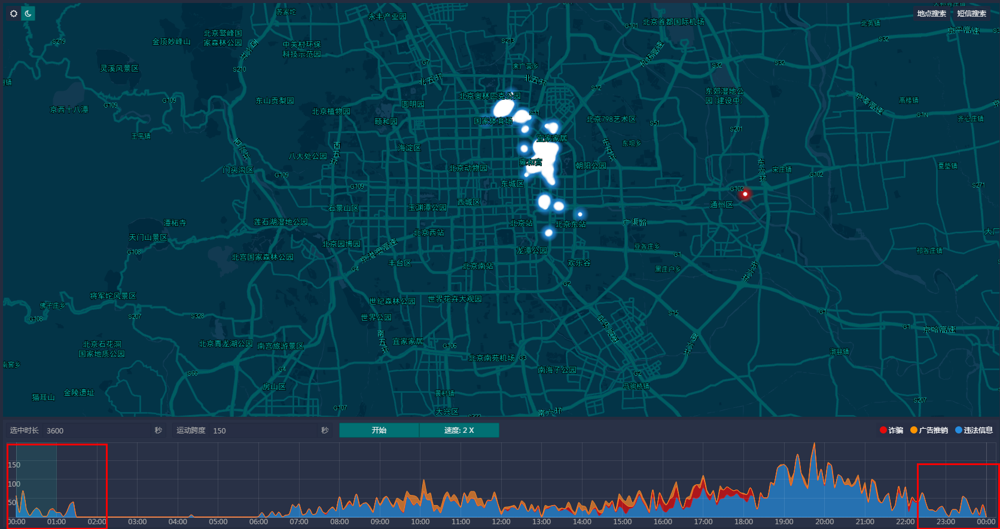 苏家坨
永丰产业园
地点搜索
短信搜索
北京首都国际机场
北务镇
G101
京平高速
S32
S219
金顶妙峰山
北京鹫峰国
家森林公园
中关村环保
科技示范园
S213
机场高速
S32
S32
灵溪风景区
S210
G7
来广营乡
北五环
北五环
S12
东郊湿地公
园(建设中)
京秦高速
高楼镇
G109
G109
京西十八潭
东山贡梨园
圆明园
北京奥林匹克公园
北京植物园
颐和园
国家体育场
S11
北京798艺术区
S51
S201
G1N
齐心庄镇
王平镇
西五环
海淀区
宜家家居
东五环
东坝乡
八大处公园
门头沟区
G109
北京动物园
雍和宫
朝阳公园
东六环
宋庄镇
G102
夏垫镇
G109
东城区
G102
S271
石景山区
玉渊潭公园
西城区
通州区
潭柘寺
莲石湖湿地公园
北京站
北京东站
广渠路
天门山景区
北京西站
G108
北京园博园
京港澳高速
龙潭公园
豆各庄乡
祁各庄镇
北宫国家森林公园
丰台区
北京南站
欢乐谷
G1
G4
黑庄户乡
G2
将军坨风景区
世纪森林公园
世界花卉大观园
佛子庄乡
S207
S328
G108
世界公园
S15
G1
G1
京哈高速
南五环
宜家家居
北京石花洞
国家地质公园
北京青龙湖公园
南宫旅游景区
G106
漷县镇
北京南苑机场
G3
南窖乡
S66
G4
南海子公园
G2
房山区
马驹桥镇
猫耳山
金陵遗址
黄村镇
S207
G107
大兴区
南六环
选中时长
3600
秒
运动跨度
150
秒
开始
速度: 2 X
诈骗
广告推销
违法信息
150
100
50
00:00
01:00
02:00
03:00
04:00
05:00
06:00
07:00
08:00
09:00
10:00
11:00
12:00
13:00
14:00
15:00
16:00
17:00
18:00
19:00
20:00
21:00
22:00
23:00
00:00